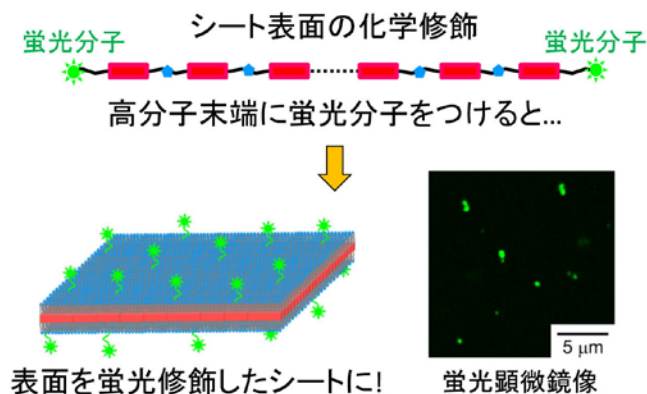 シート表面の化学修飾
蛍光分子
蛍光分子
高分子末端に蛍光分子をつけると…
5 μm
表面を蛍光修飾したシートに!
蛍光顕微鏡像